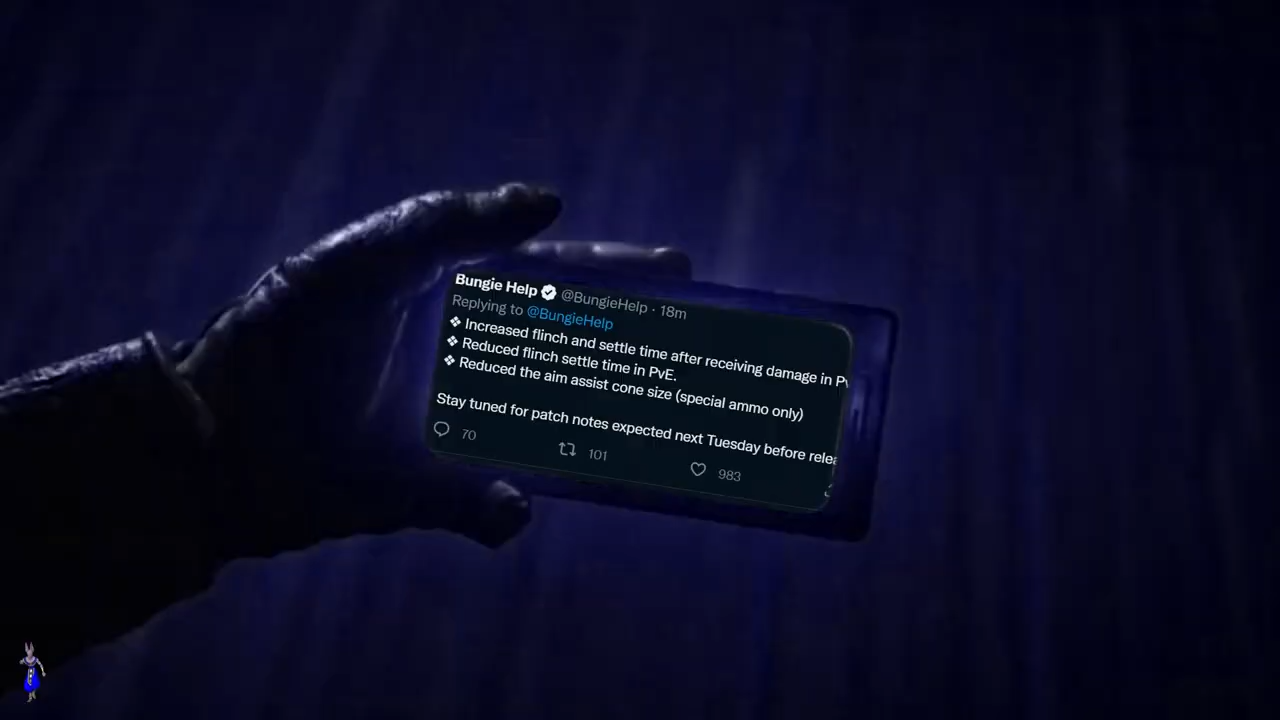 Bungie Help @BungieHelp · 18m
Replying to @BungieHelp
❖ Increased flinch and settle time after receiving damage in
❖ Reduced flinch settle time in PvE.
❖ Reduced the aim assist cone size (special ammo only)
Stay tuned for patch notes expected next Tuesday before
70 101 983